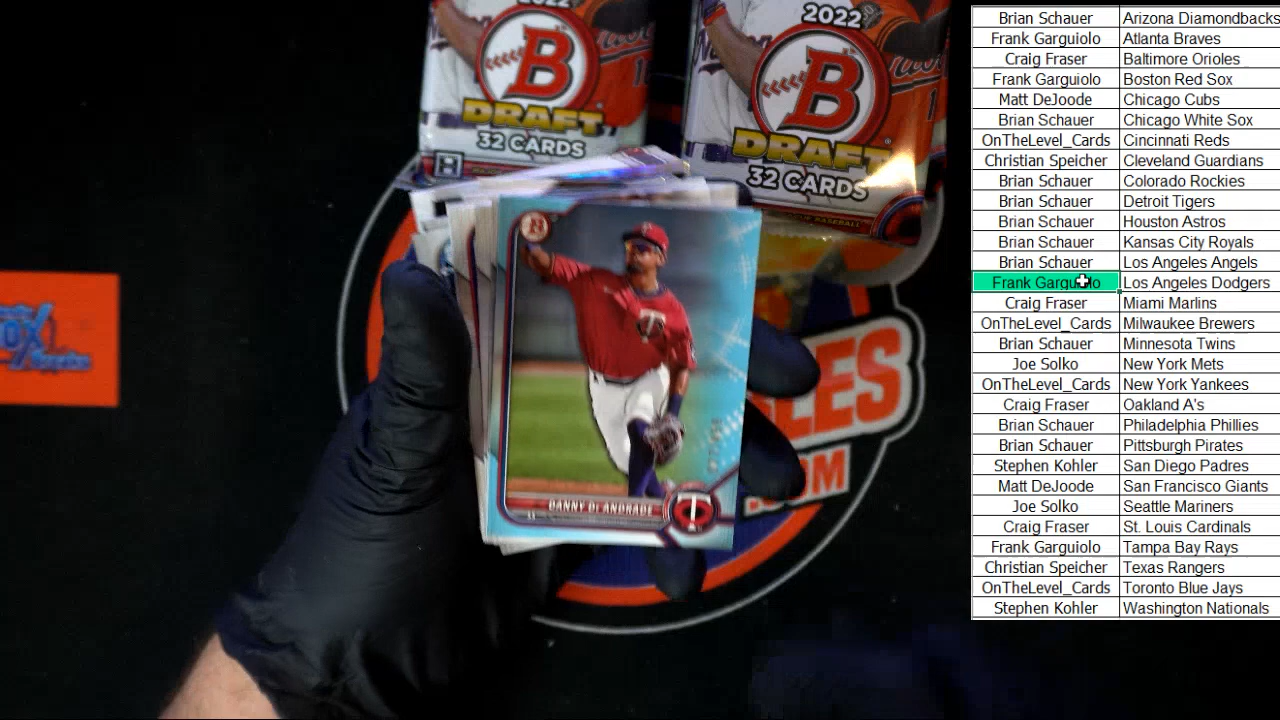 2022
B
DRAFT
32 CARDS
2022
B
DRAFT
32 CARDS
BASEBALL
B
T
DANNY De ANDRADE
SS
LES
OM
OX
Brian Schauer Arizona Diamondbacks
Frank Garguiolo Atlanta Braves
Craig Fraser Baltimore Orioles
Frank Garguiolo Boston Red Sox
Matt DeJoode Chicago Cubs
Brian Schauer Chicago White Sox
OnTheLevel_Cards Cincinnati Reds
Christian Speicher Cleveland Guardians
Brian Schauer Colorado Rockies
Brian Schauer Detroit Tigers
Brian Schauer Houston Astros
Brian Schauer Kansas City Royals
Brian Schauer Los Angeles Angels
Frank Garguiolo Los Angeles Dodgers
Craig Fraser Miami Marlins
OnTheLevel_Cards Milwaukee Brewers
Brian Schauer Minnesota Twins
Joe Solko New York Mets
OnTheLevel_Cards New York Yankees
Craig Fraser Oakland A's
Brian Schauer Philadelphia Phillies
Brian Schauer Pittsburgh Pirates
Stephen Kohler San Diego Padres
Matt DeJoode San Francisco Giants
Joe Solko Seattle Mariners
Craig Fraser St. Louis Cardinals
Frank Garguiolo Tampa Bay Rays
Christian Speicher Texas Rangers
OnTheLevel_Cards Toronto Blue Jays
Stephen Kohler Washington Nationals